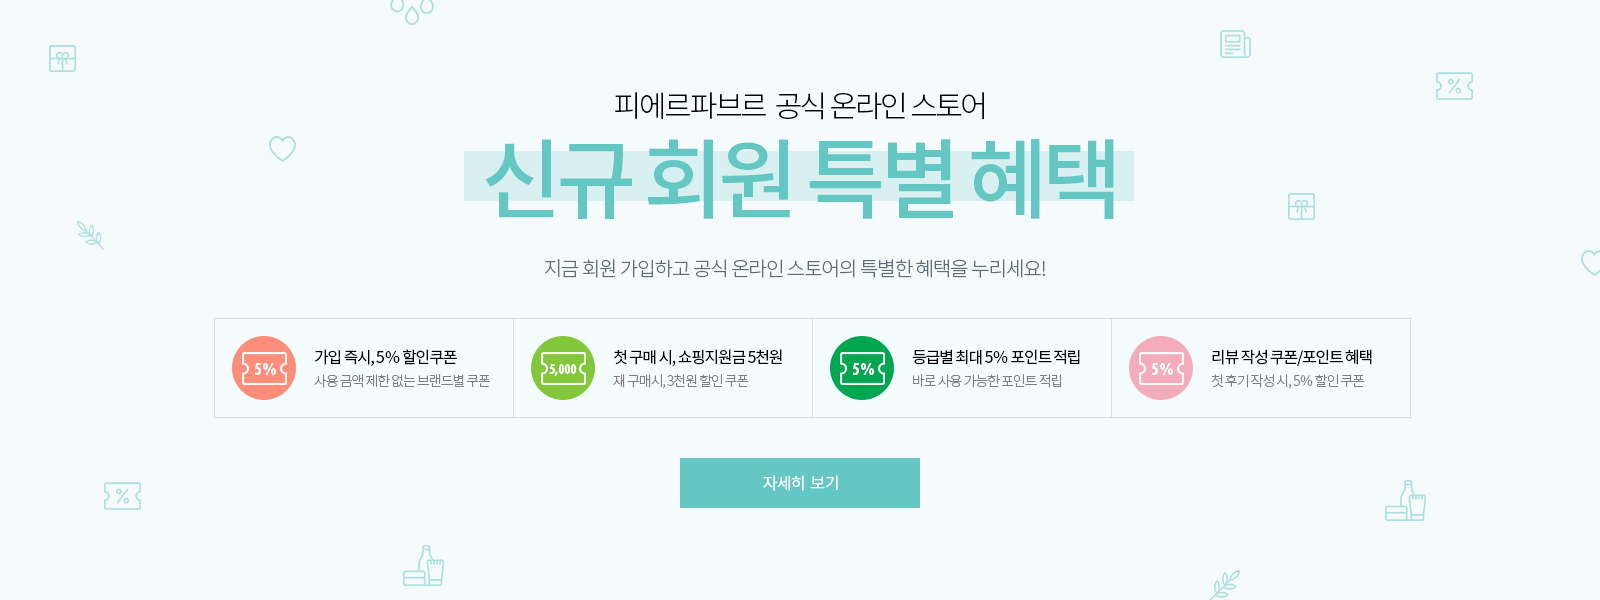 피에르파브르 공식 온라인 스토어
신규 회원 특별 혜택
지금 회원 가입하고 공식 온라인 스토어의 특별한 혜택을 누리세요!
5%
가입 즉시, 5% 할인쿠폰
사용 금액 제한 없는 브랜드별 쿠폰
5,000
첫 구매 시, 쇼핑지원금 5천원
재 구매시, 3천원 할인 쿠폰
5%
등급별 최대 5% 포인트 적립
바로 사용 가능한 포인트 적립
5%
리뷰 작성 쿠폰/포인트 혜택
첫 후기 작성 시, 5% 할인 쿠폰
자세히 보기
%
%